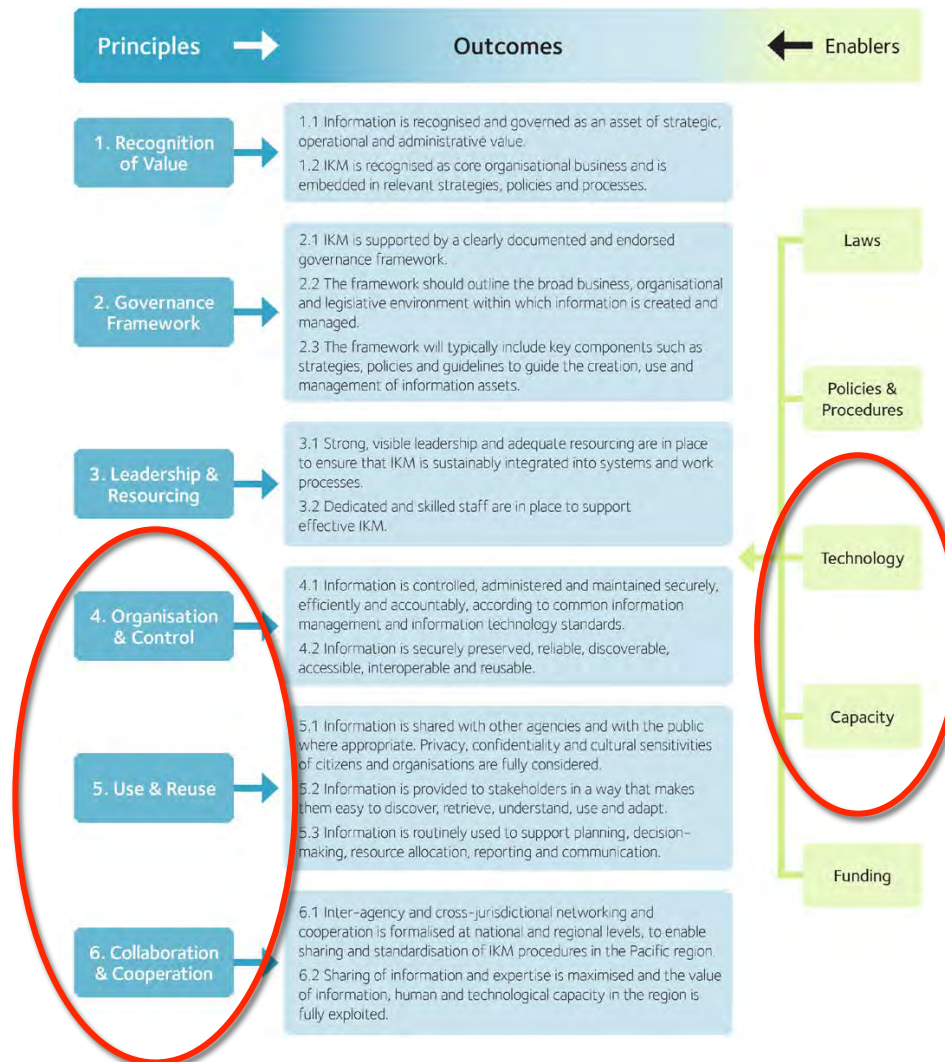 Principles
Outcomes
Enablers
1. Recognition
of Value
1.1 Information is recognised and governed as an asset of strategic,
operational and administrative value.
1.2 IKM is recognised as core organisational business and is
embedded in relevant strategies, policies and processes.
2. Governance
Framework
2.1 IKM is supported by a clearly documented and endorsed
governance framework.
2.2 The framework should outline the broad business, organisational
and legislative environment within which information is created and
managed.
2.3 The framework will typically include key components such as
strategies, policies and guidelines to guide the creation, use and
management of information assets.
3. Leadership &
Resourcing
3.1 Strong, visible leadership and adequate resourcing are in place
to ensure that IKM is sustainably integrated into systems and work
processes.
3.2 Dedicated and skilled staff are in place to support
effective IKM.
4. Organisation
& Control
4.1 Information is controlled, administered and maintained securely,
efficiently and accountably, according to common information
management and information technology standards.
4.2 Information is securely preserved, reliable, discoverable,
accessible, interoperable and reusable.
5. Use & Reuse
5.1 Information is shared with other agencies and with the public
where appropriate. Privacy, confidentiality and cultural sensitivities
of citizens and organisations are fully considered.
5.2 Information is provided to stakeholders in a way that makes
them easy to discover, retrieve, understand, use and adapt.
5.3 Information is routinely used to support planning, decision-
making, resource allocation, reporting and communication.
6. Collaboration
& Cooperation
6.1 Inter-agency and cross-jurisdictional networking and
cooperation is formalised at national and regional levels, to enable
sharing and standardisation of IKM procedures in the Pacific region.
6.2 Sharing of information and expertise is maximised and the value
of information, human and technological capacity in the region is
fully exploited.
Laws
Policies &
Procedures
Technology
Capacity
Funding